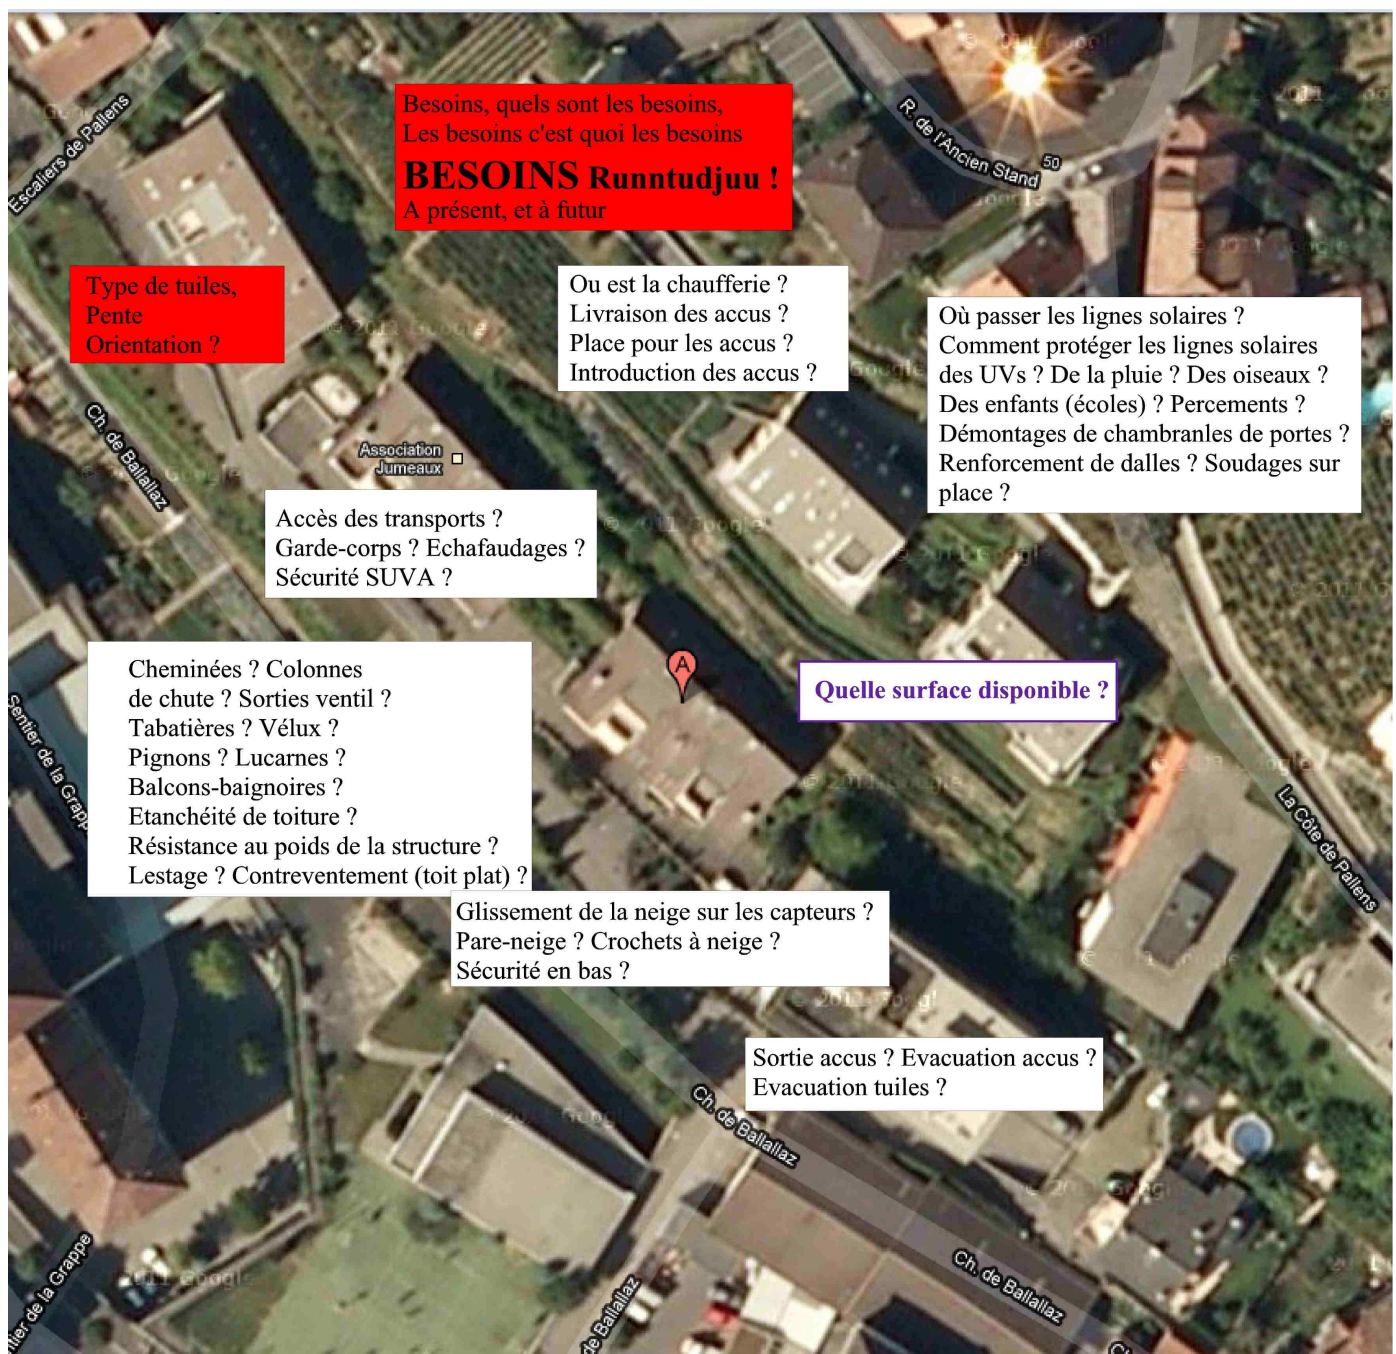 Besoins, quels sont les besoins,
Les besoins c'est quoi les besoins
BESOINS Runntudjuu !
A présent, et à futur
Escaliers de Pallens
R. de l'Ancien Stand
50
Type de tuiles,
Pente
Orientation ?
Ou est la chaufferie ?
Livraison des accus ?
Place pour les accus ?
Introduction des accus ?
Où passer les lignes solaires ?
Comment protéger les lignes solaires
des UVs ? De la pluie ? Des oiseaux ?
Des enfants (écoles) ? Percements ?
Démontages de chambranles de portes ?
Renforcement de dalles ? Soudages sur
place ?
Ch. de Ballallaz
Association
Jumeaux
Accès des transports ?
Garde-corps ? Echafaudages ?
Sécurité SUVA ?
A
Quelle surface disponible ?
Cheminées ? Colonnes
de chute ? Sorties ventil ?
Tabatières ? Vélux ?
Pignons ? Lucarnes ?
Balcons-baignoires ?
Etanchéité de toiture ?
Résistance au poids de la structure ?
Lestage ? Contreventement (toit plat) ?
Sentier de la Grappe
La Côte de Pallens
Glissement de la neige sur les capteurs ?
Pare-neige ? Crochets à neige ?
Sécurité en bas ?
Sortie accus ? Evacuation accus ?
Evacuation tuiles ?
Ch. de Ballallaz
Ch. de Ballallaz
tier de la Grappe
de Ballallaz
Ch
© 2011 Google